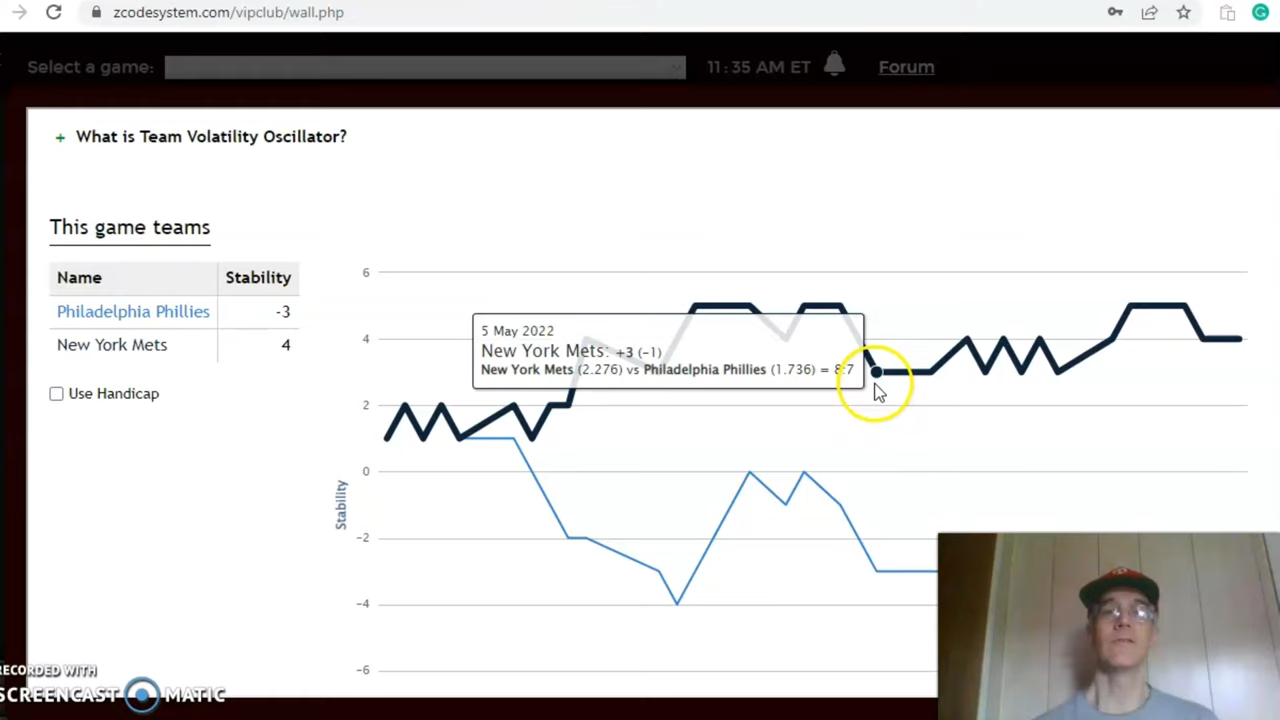 zcodesystem.com/vipclub/wall.php
Select a game:
11:35 AM ET
Forum
+ What is Team Volatility Oscillator?
This game teams
Name Stability
Philadelphia Phillies -3
New York Mets 4
Use Handicap
6
4
2
0
-2
-4
-6
Stability
5 May 2022
New York Mets: +3 (-1)
New York Mets (2.276) vs Philadelphia Phillies (1.736) = 8:7
RECORDED WITH
SCREENCAST MATIC